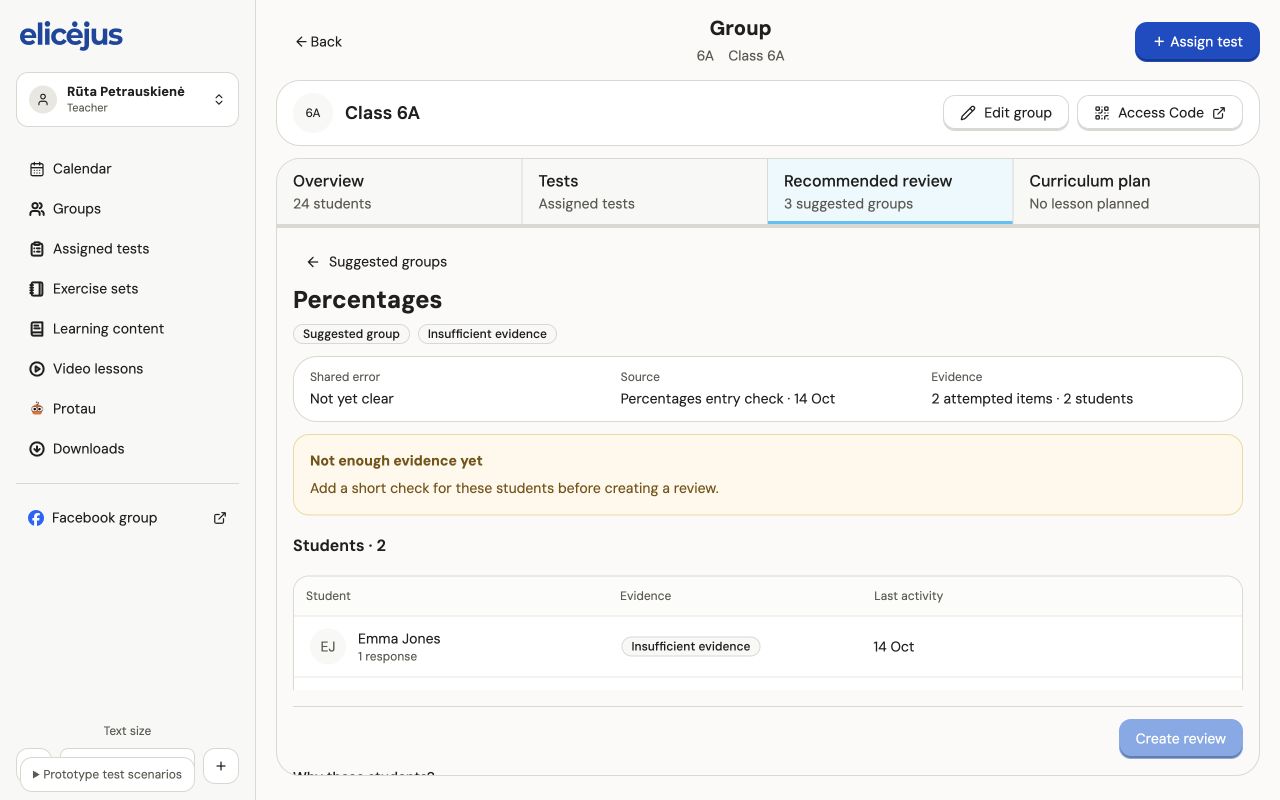 elicėjus
Rūta Petrauskienė
Teacher
Calendar
Groups
Assigned tests
Exercise sets
Learning content
Video lessons
Protau
Downloads
Facebook group
Text size
Prototype test scenarios
+
Back
Group
6A Class 6A
+ Assign test
6A Class 6A
Edit group
Access Code
Overview
24 students
Tests
Assigned tests
Recommended review
3 suggested groups
Curriculum plan
No lesson planned
Suggested groups
Percentages
Suggested group
Insufficient evidence
Shared error
Not yet clear
Source
Percentages entry check · 14 Oct
Evidence
2 attempted items · 2 students
Not enough evidence yet
Add a short check for these students before creating a review.
Students · 2
Student Evidence Last activity
EJ
Emma Jones
1 response
Insufficient evidence
14 Oct
Create review
Why these students?